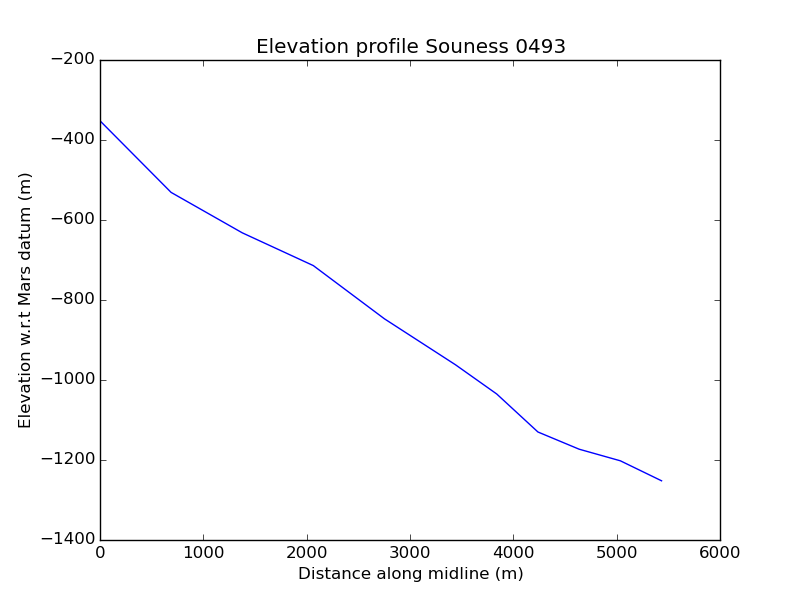 Elevation profile Souness 0493
−200
−400
−600
−800
−1000
−1200
−1400
Elevation w.r.t Mars datum (m)
0 1000 2000 3000 4000 5000 6000
Distance along midline (m)